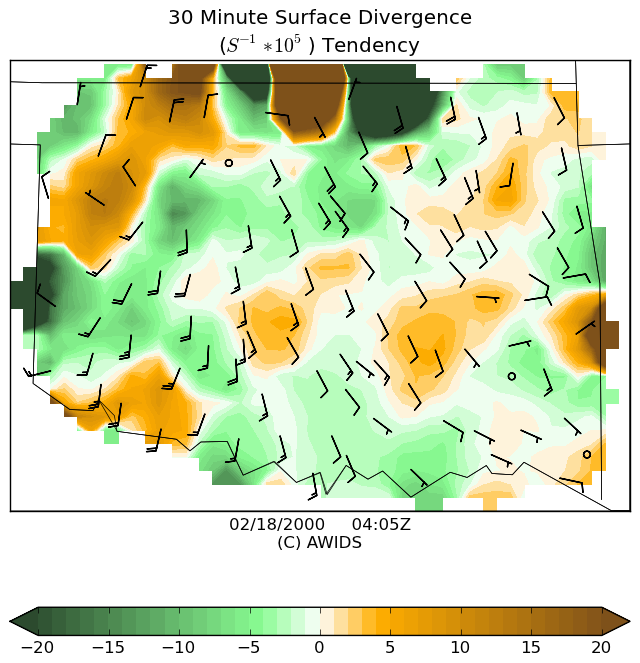 30 Minute Surface Divergence
(S⁻¹ * 10⁵ ) Tendency
02/18/2000 04:05Z
(C) AWIDS
−20 −15 −10 −5 0 5 10 15 20